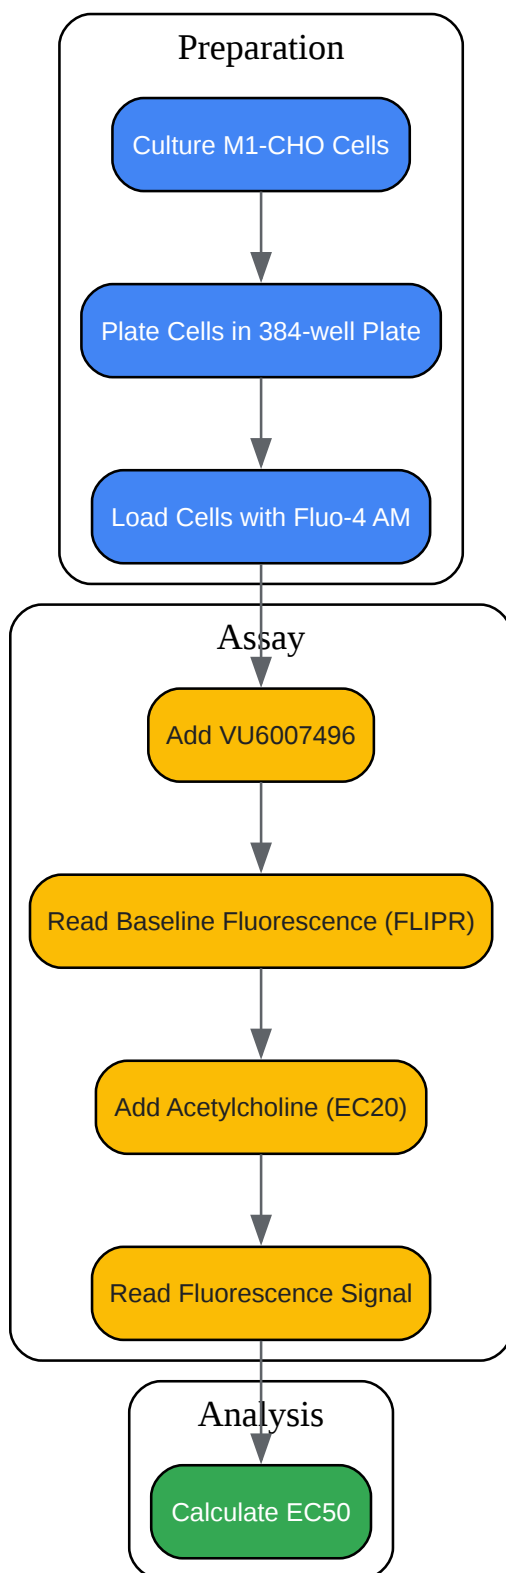 Preparation
Culture M1-CHO Cells
Plate Cells in 384-well Plate
Load Cells with Fluo-4 AM
Assay
Add VU6007496
Read Baseline Fluorescence (FLIPR)
Add Acetylcholine (EC20)
Read Fluorescence Signal
Analysis
Calculate EC50